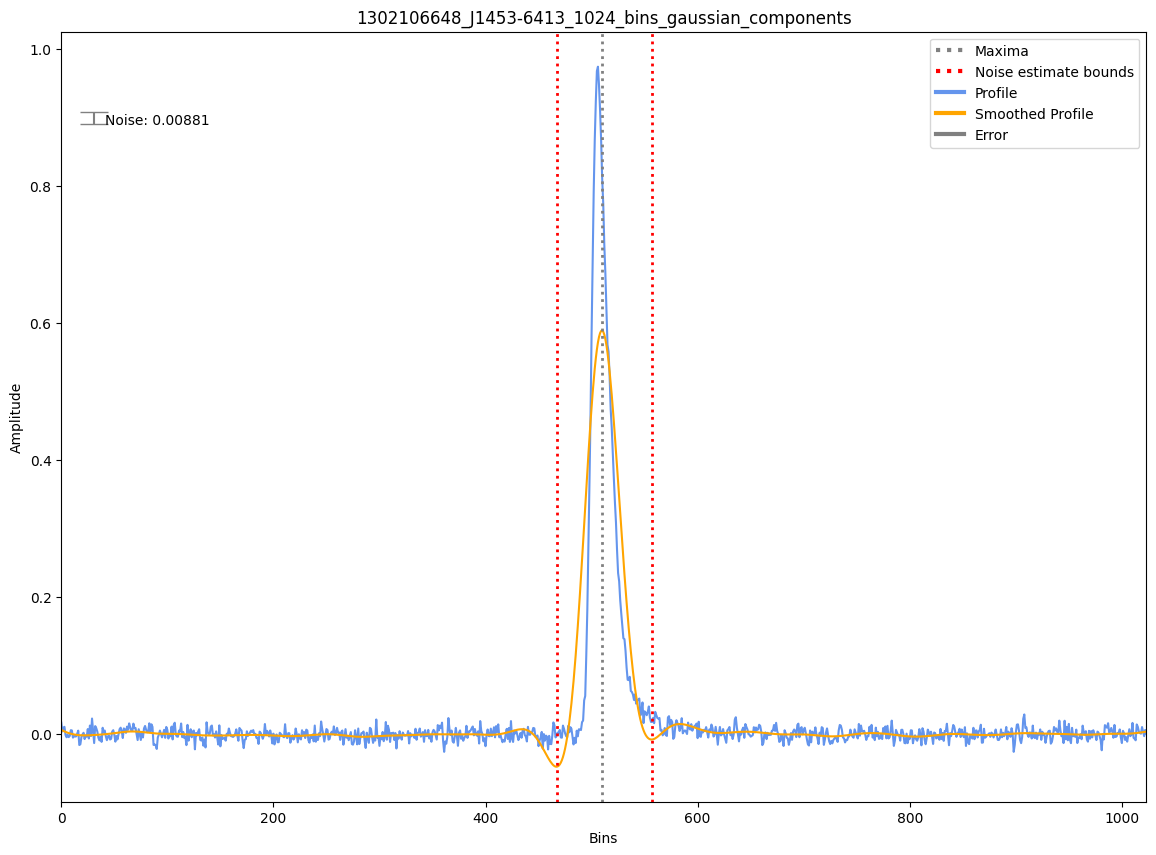 1302106648_J1453-6413_1024_bins_gaussian_components
1.0
0.8
0.6
0.4
0.2
0.0
Amplitude
Noise: 0.00881
Maxima
Noise estimate bounds
Profile
Smoothed Profile
Error
0
200
400
600
800
1000
Bins